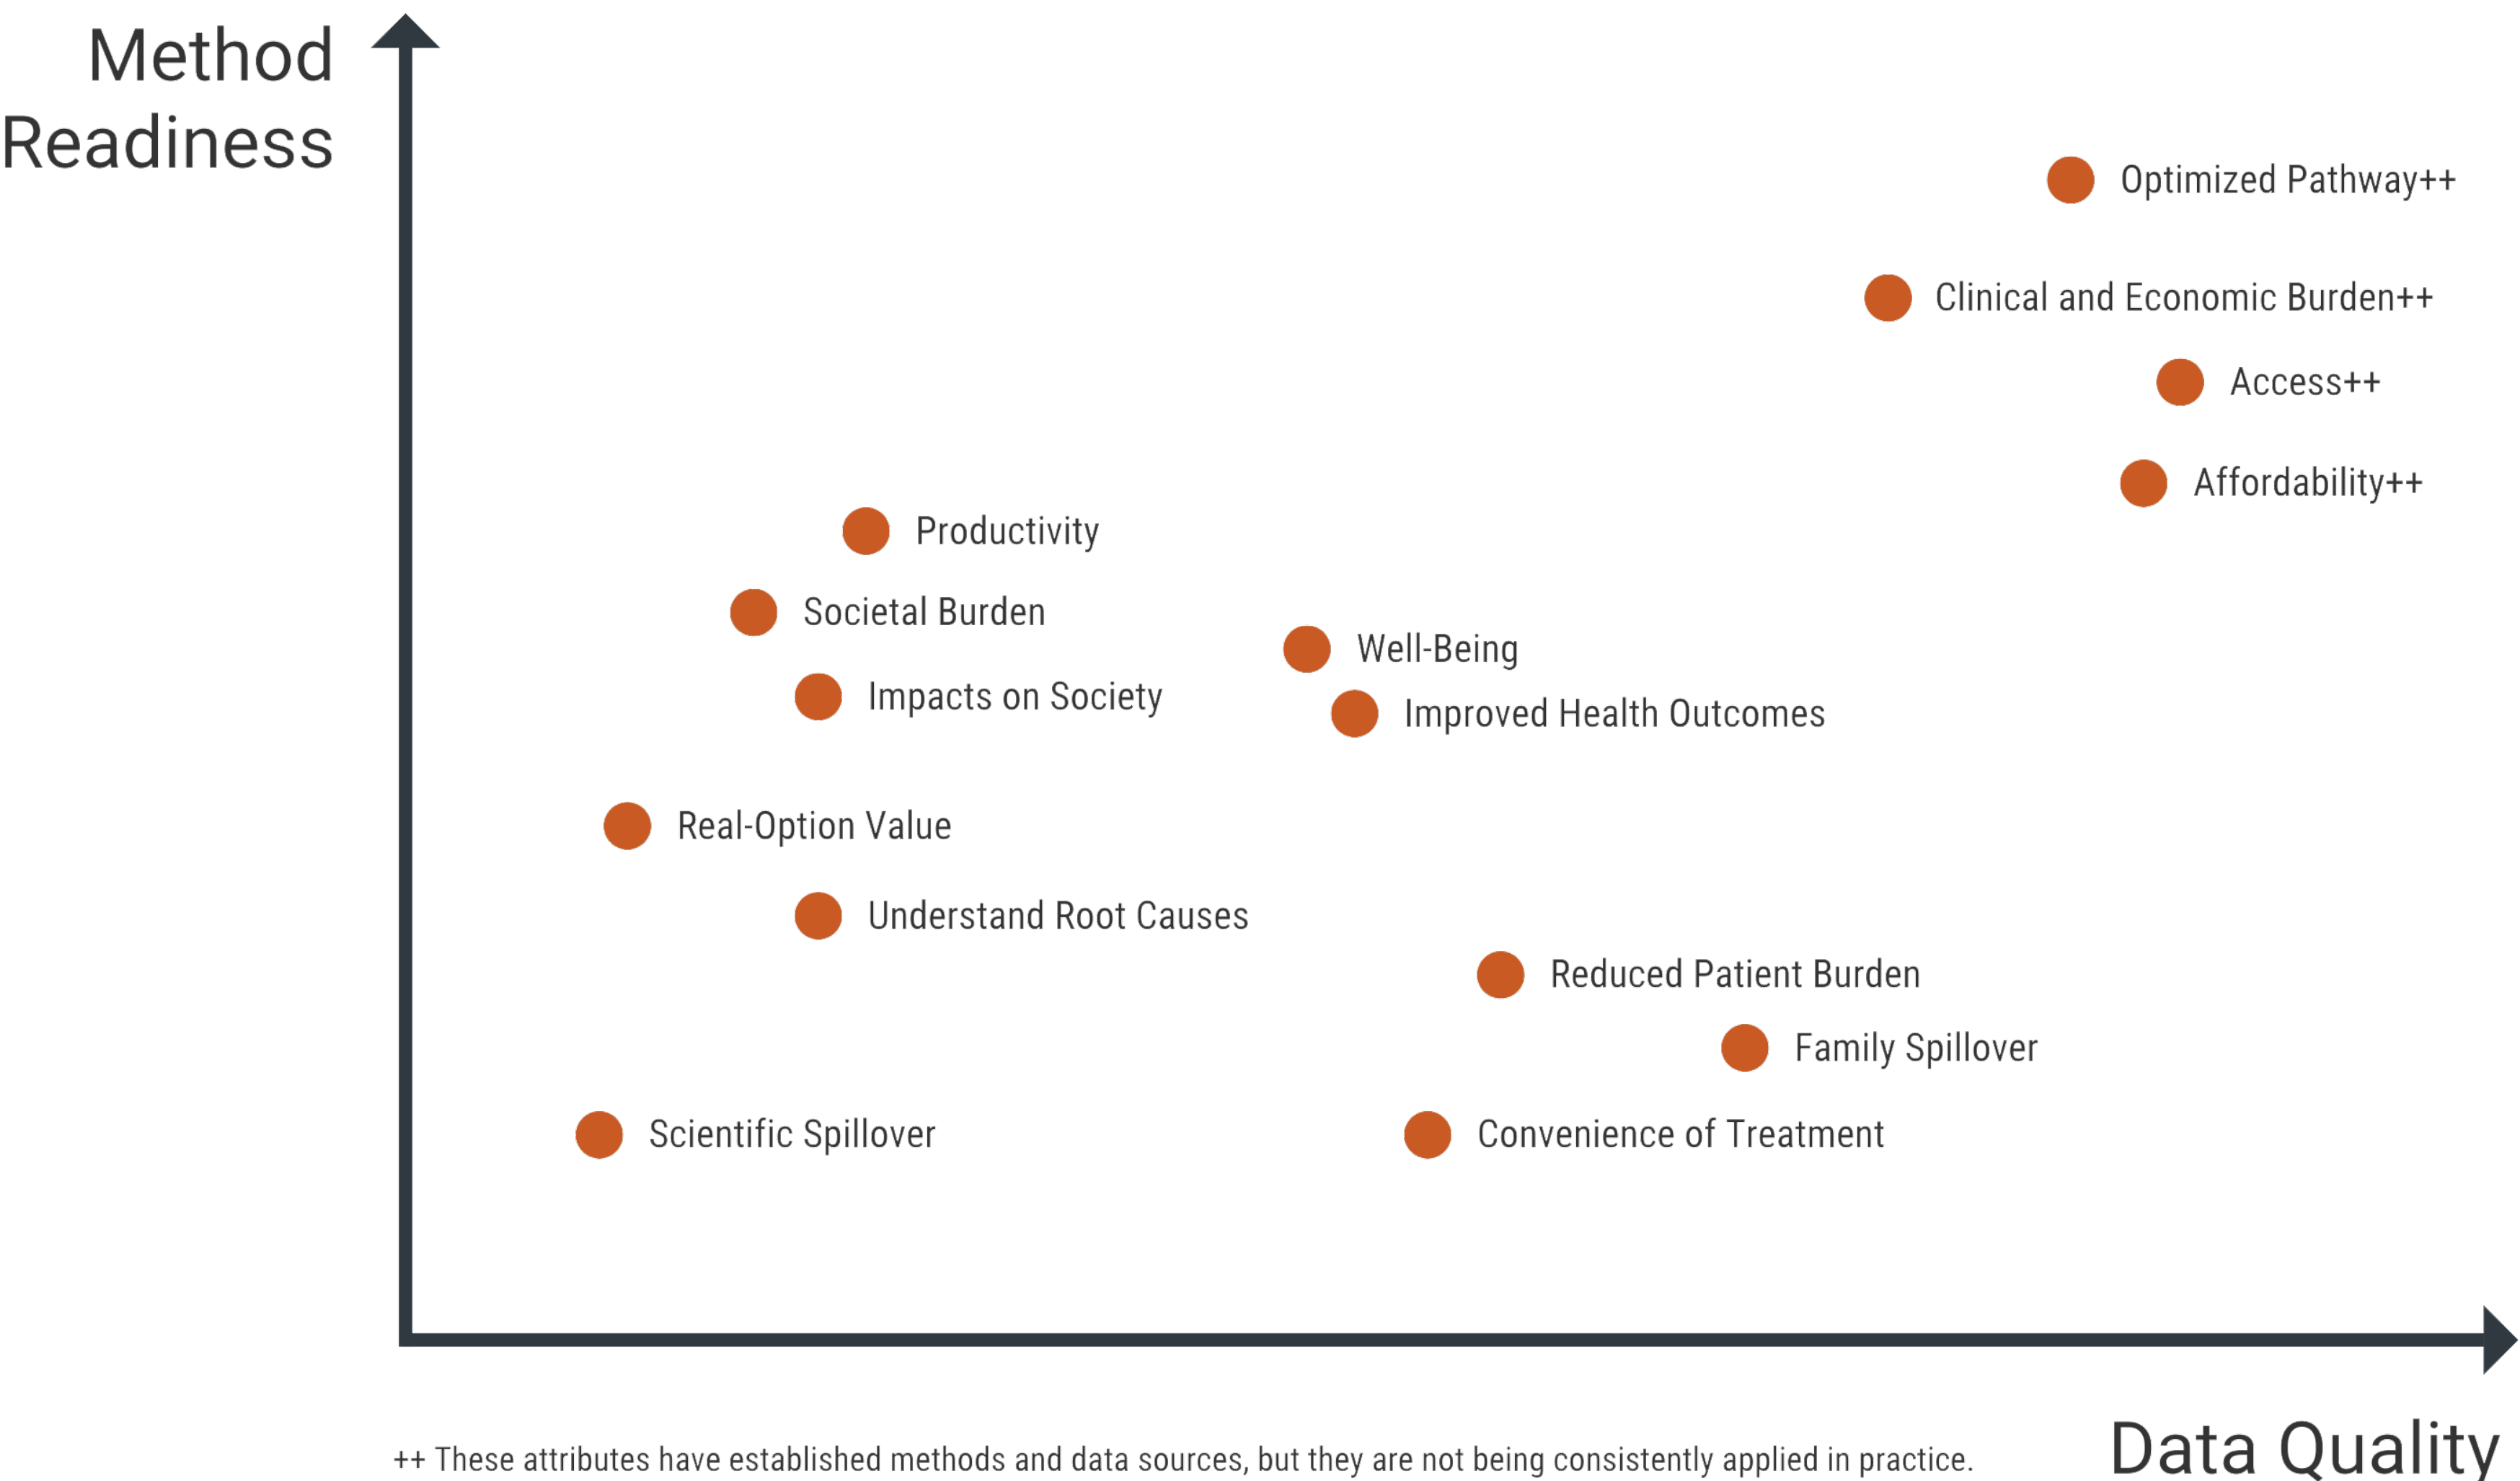 Method
Readiness
Optimized Pathway++
Clinical and Economic Burden++
Access++
Affordability++
Productivity
Societal Burden
Well-Being
Impacts on Society
Improved Health Outcomes
Real-Option Value
Understand Root Causes
Reduced Patient Burden
Family Spillover
Scientific Spillover
Convenience of Treatment
Data Quality
++ These attributes have established methods and data sources, but they are not being consistently applied in practice.